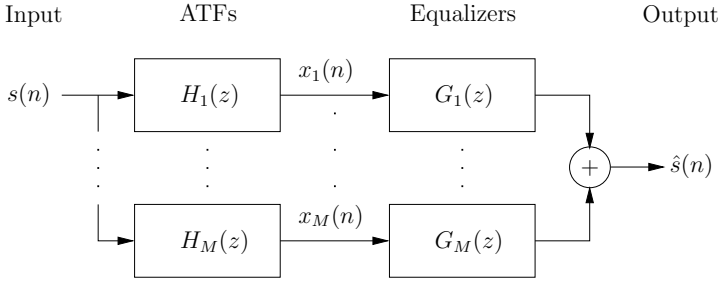 Input ATFs Equalizers Output
s(n) H_1(z) x_1(n) G_1(z)
+ ŝ(n)
H_M(z) x_M(n) G_M(z)